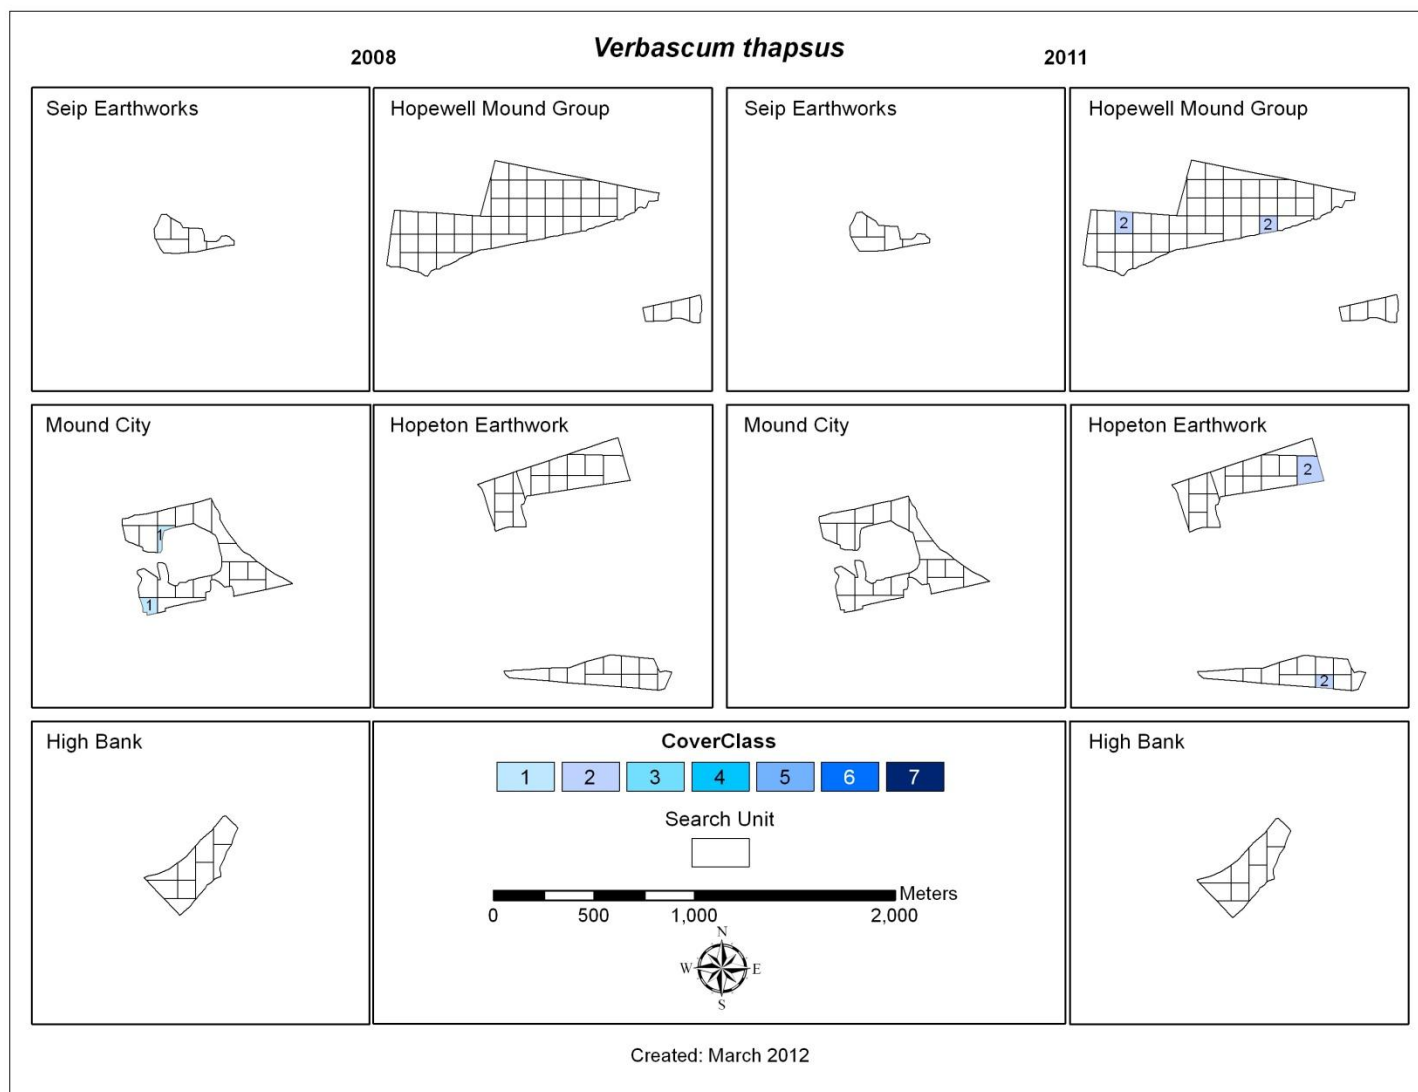 Verbascum thapsus
2008
2011
Seip Earthworks
Hopewell Mound Group
Seip Earthworks
Hopewell Mound Group
2
2
Mound City
Hopeton Earthwork
Mound City
Hopeton Earthwork
1
1
2
2
High Bank
CoverClass
1 2 3 4 5 6 7
Search Unit
Meters
0 500 1,000 2,000
N
W E
S
High Bank
Created: March 2012